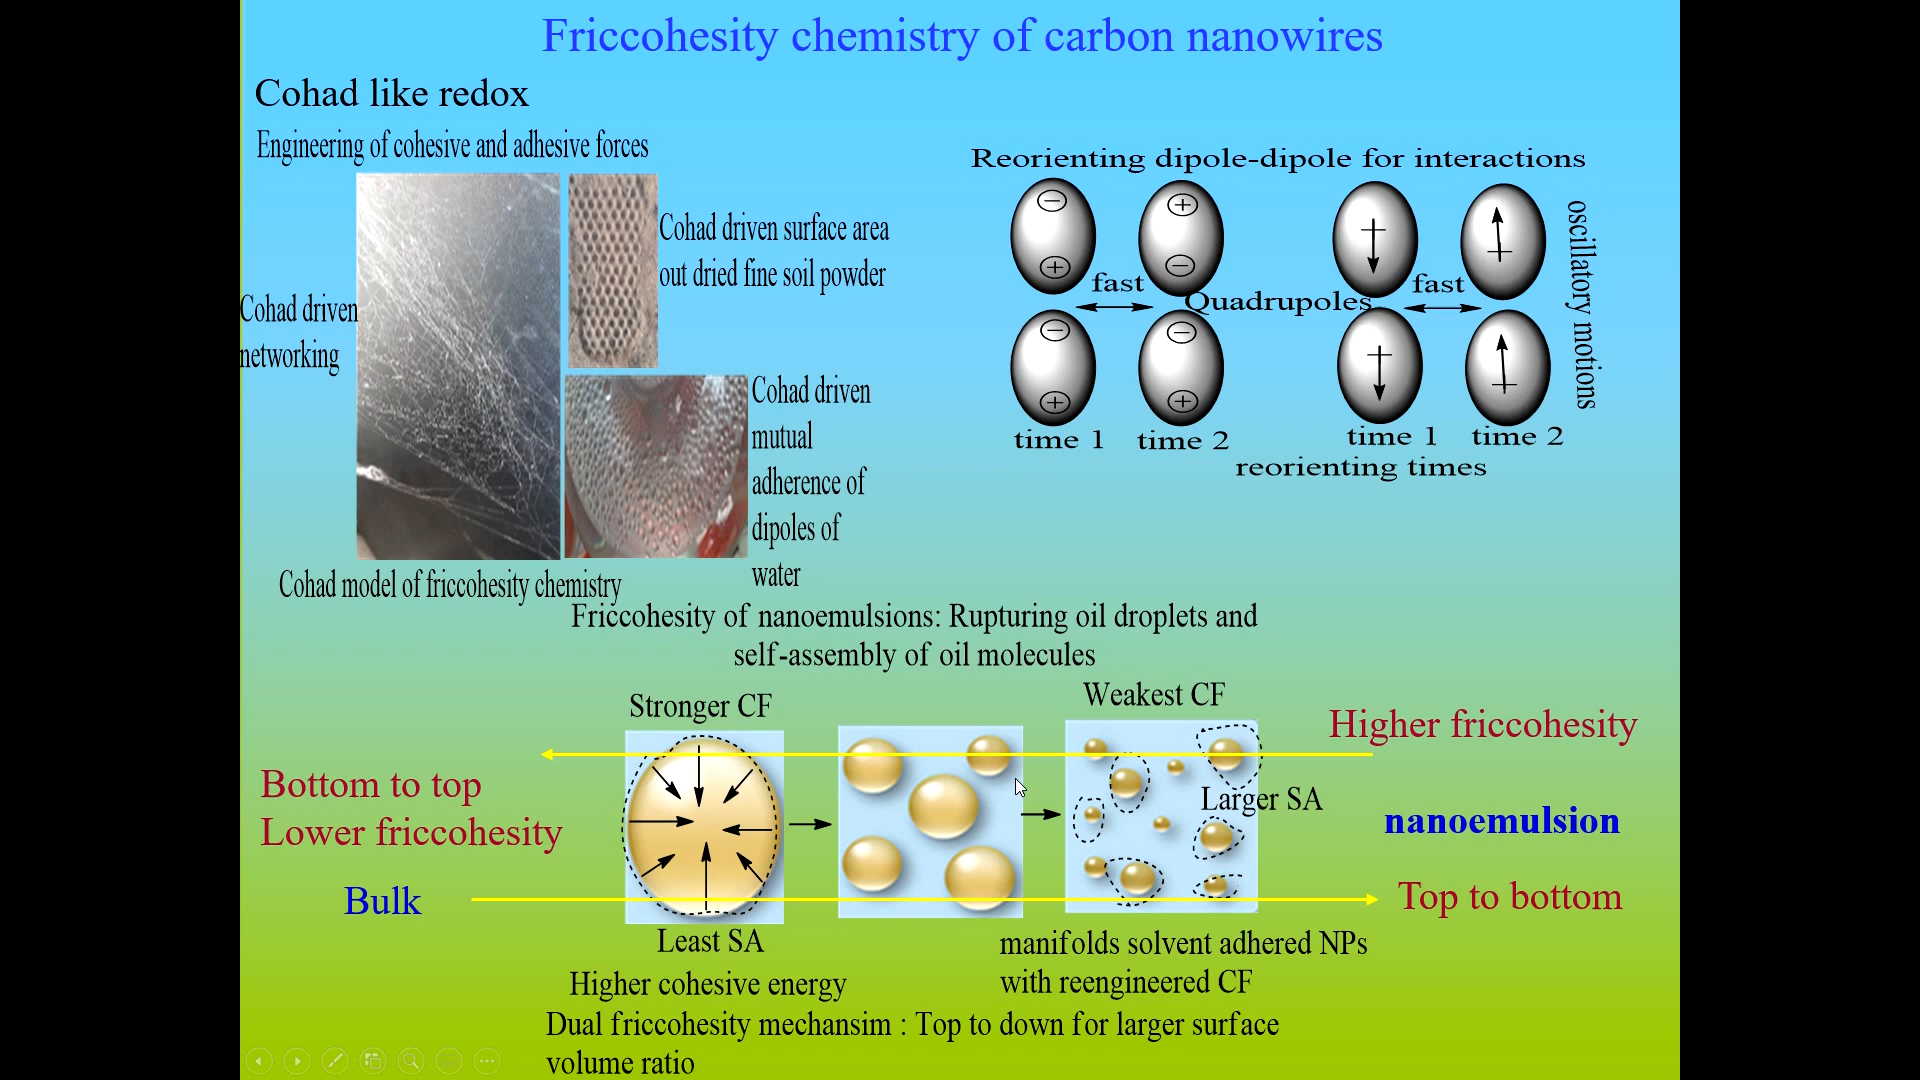 Friccohesity chemistry of carbon nanowires
Cohad like redox
Engineering of cohesive and adhesive forces
Cohad driven surface area
out dried fine soil powder
Cohad driven
networking
Cohad driven
mutual
adherence of
dipoles of
water
Cohad model of friccohesity chemistry
Reorienting dipole-dipole for interactions
fast
Quadrupoles
fast
oscillatory motions
time 1
time 2
time 1
time 2
reorienting times
Friccohesity of nanoemulsions: Rupturing oil droplets and
self-assembly of oil molecules
Stronger CF
Weakest CF
Higher friccohesity
Bottom to top
Lower friccohesity
Larger SA
nanoemulsion
Bulk
Top to bottom
Least SA
Higher cohesive energy
manifolds solvent adhered NPs
with reengineered CF
Dual friccohesity mechansim : Top to down for larger surface
volume ratio